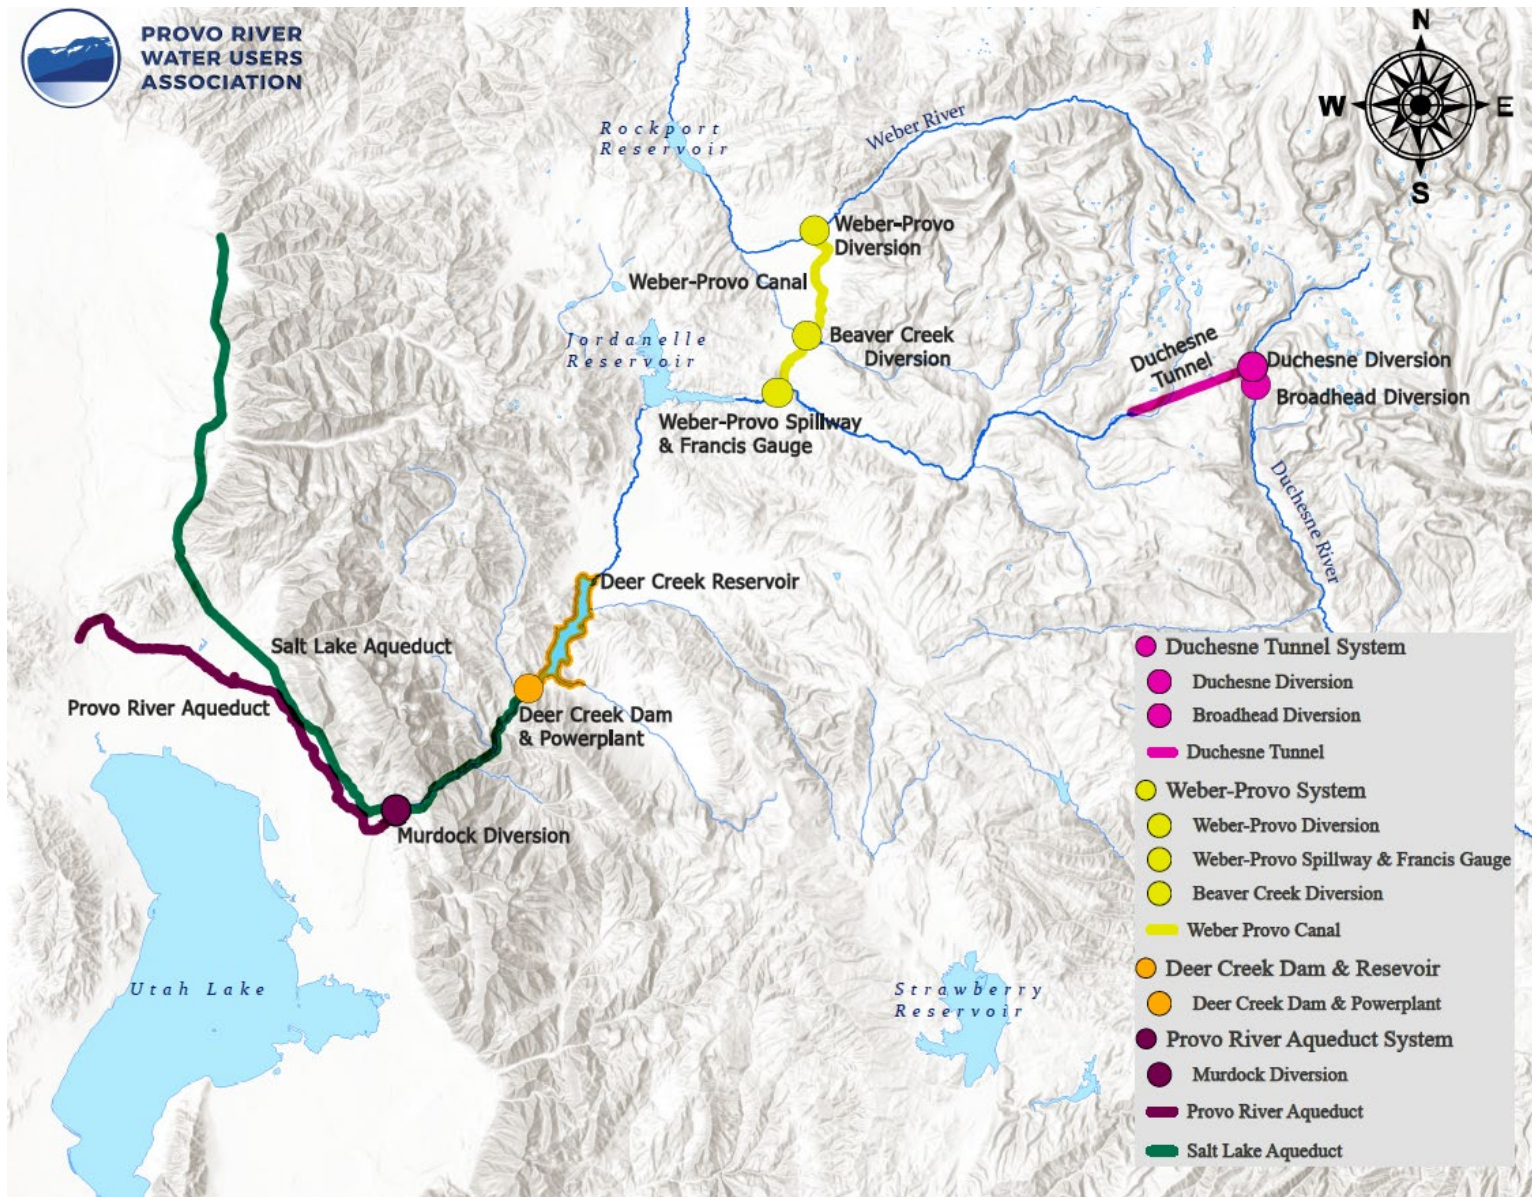 PROVO RIVER
WATER USERS
ASSOCIATION
N
W
E
S
Rockport
Reservoir
Weber River
Weber-Provo
Diversion
Weber-Provo Canal
Beaver Creek
Diversion
Jordanelle
Reservoir
Duchesne
Tunnel
Duchesne Diversion
Broadhead Diversion
Weber-Provo Spillway
& Francis Gauge
Duchesne River
Deer Creek Reservoir
Salt Lake Aqueduct
Provo River Aqueduct
Deer Creek Dam
& Powerplant
Murdock Diversion
Utah Lake
Strawberry
Reservoir
Duchesne Tunnel System
Duchesne Diversion
Broadhead Diversion
Duchesne Tunnel
Weber-Provo System
Weber-Provo Diversion
Weber-Provo Spillway & Francis Gauge
Beaver Creek Diversion
Weber Provo Canal
Deer Creek Dam & Resevoir
Deer Creek Dam & Powerplant
Provo River Aqueduct System
Murdock Diversion
Provo River Aqueduct
Salt Lake Aqueduct